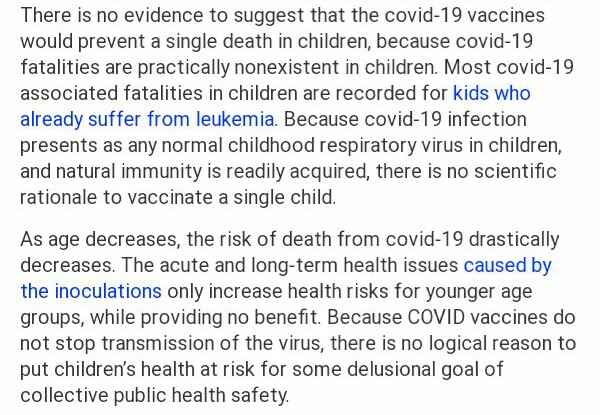 There is no evidence to suggest that the covid-19 vaccines
would prevent a single death in children, because covid-19
fatalities are practically nonexistent in children. Most covid-19
associated fatalities in children are recorded for kids who
already suffer from leukemia. Because covid-19 infection
presents as any normal childhood respiratory virus in children,
and natural immunity is readily acquired, there is no scientific
rationale to vaccinate a single child.
As age decreases, the risk of death from covid-19 drastically
decreases. The acute and long-term health issues caused by
the inoculations only increase health risks for younger age
groups, while providing no benefit. Because COVID vaccines do
not stop transmission of the virus, there is no logical reason to
put children's health at risk for some delusional goal of
collective public health safety.